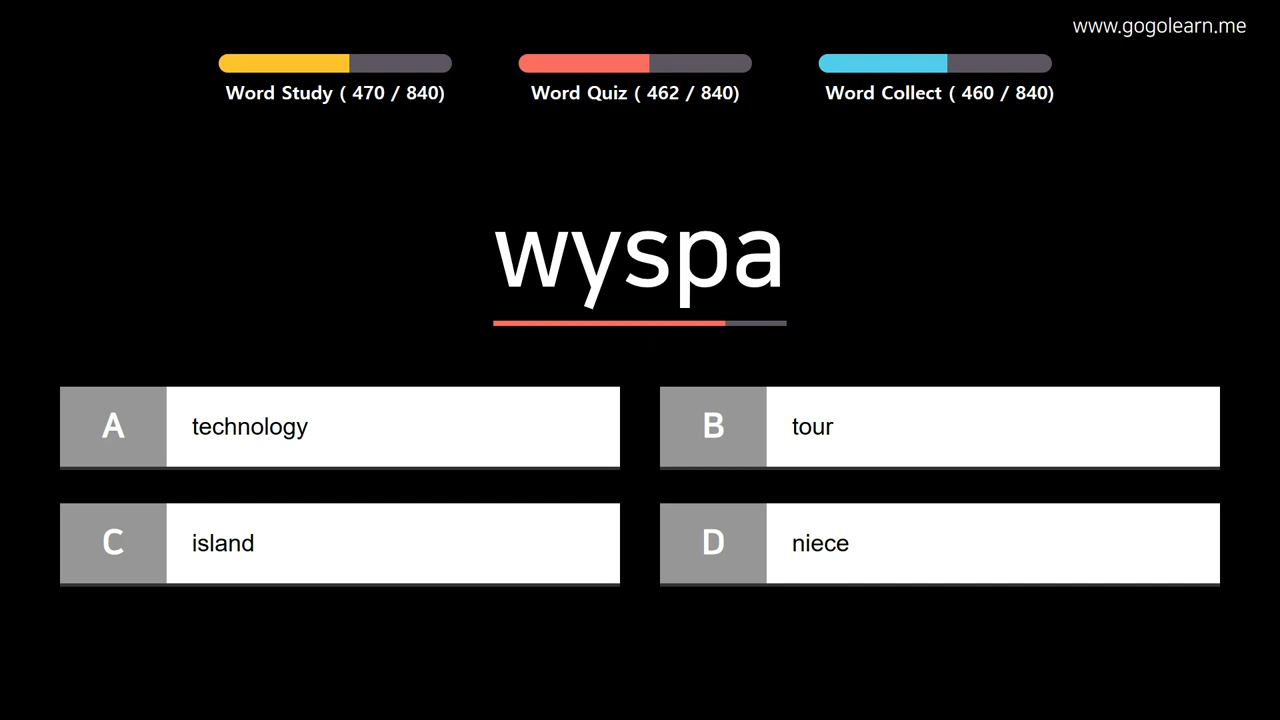 www.gogolearn.me
Word Study ( 470 / 840)
Word Quiz ( 462 / 840)
Word Collect ( 460 / 840)
wyspa
A technology
B tour
C island
D niece